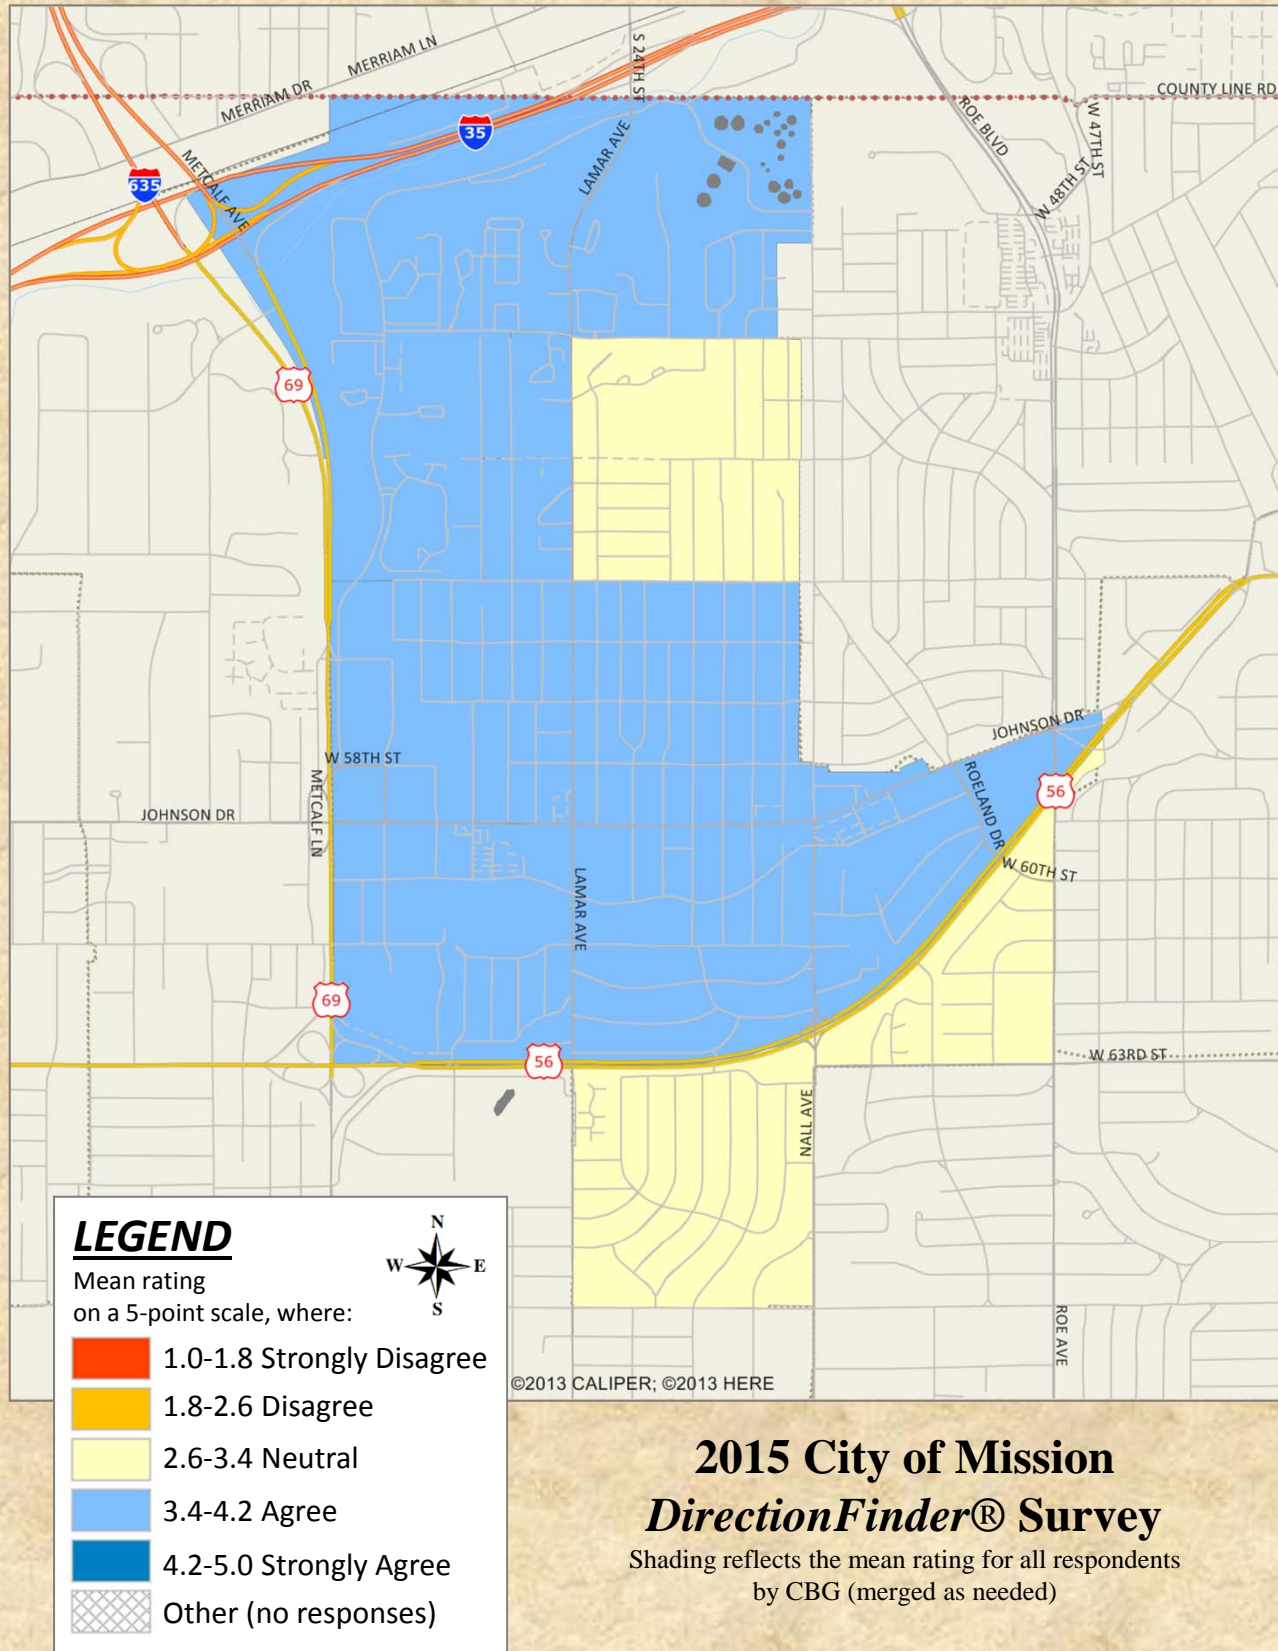 MERRIAM LN
S 24TH ST
MERRIAM DR
COUNTY LINE RD
35
ROE BLVD
W 47TH ST
LAMAR AVE
635
METCALF AVE
W 48TH ST
69
JOHNSON DR
W 58TH ST
METCALF LN
JOHNSON DR
ROELAND DR
56
W 60TH ST
LAMAR AVE
69
56
W 63RD ST
NALL AVE
ROE AVE
©2013 CALIPER; ©2013 HERE
LEGEND
N
W E
S
Mean rating
on a 5-point scale, where:
1.0-1.8 Strongly Disagree
1.8-2.6 Disagree
2.6-3.4 Neutral
3.4-4.2 Agree
4.2-5.0 Strongly Agree
Other (no responses)
2015 City of Mission
DirectionFinder® Survey
Shading reflects the mean rating for all respondents
by CBG (merged as needed)